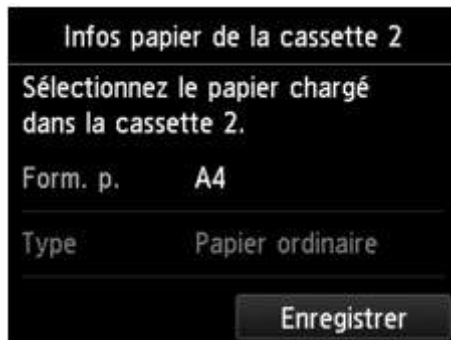 Infos papier de la cassette 2
Sélectionnez le papier chargé
dans la cassette 2.
Form. p. A4
Type Papier ordinaire
Enregistrer